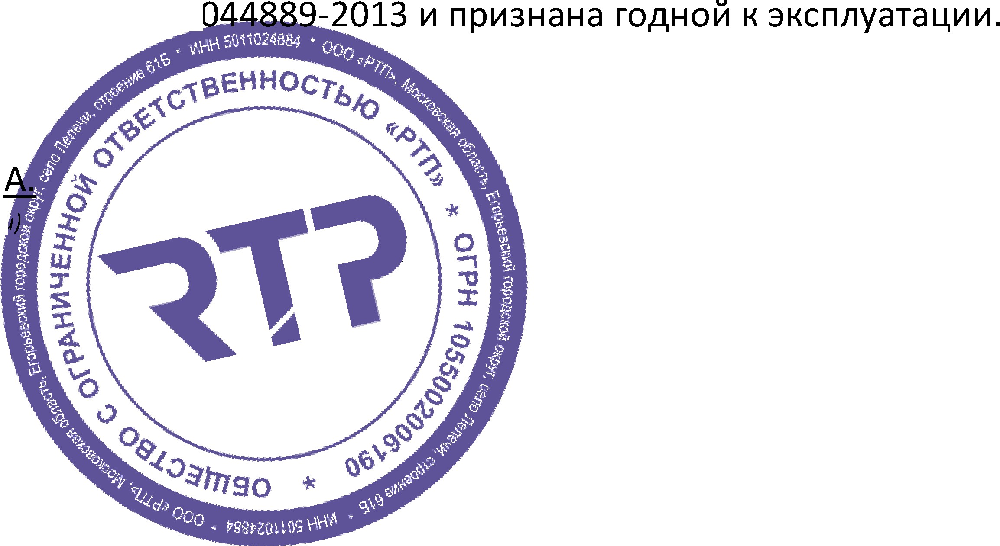 044889-2013 и признана годной к эксплуатации.
ООО «РТП», Московская область, Егорьевский городской округ, село Лелечи, строение 61Б * ИНН 5011024884 *
ООО «РТП», Московская область, Егорьевский городской округ, село Лелечи, строение 61Б * ИНН 5011024884 *
ОБЩЕСТВО С ОГРАНИЧЕННОЙ ОТВЕТСТВЕННОСТЬЮ «РТП» * ОГРН 1055002006190 *
А.
RTP